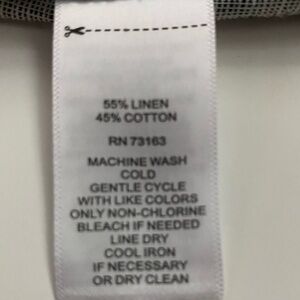 55% LINEN
45% COTTON
RN 73163
MACHINE WASH
COLD
GENTLE CYCLE
WITH LIKE COLORS
ONLY NON-CHLORINE
BLEACH IF NEEDED
LINE DRY
COOL IRON
IF NECESSARY
OR DRY CLEAN